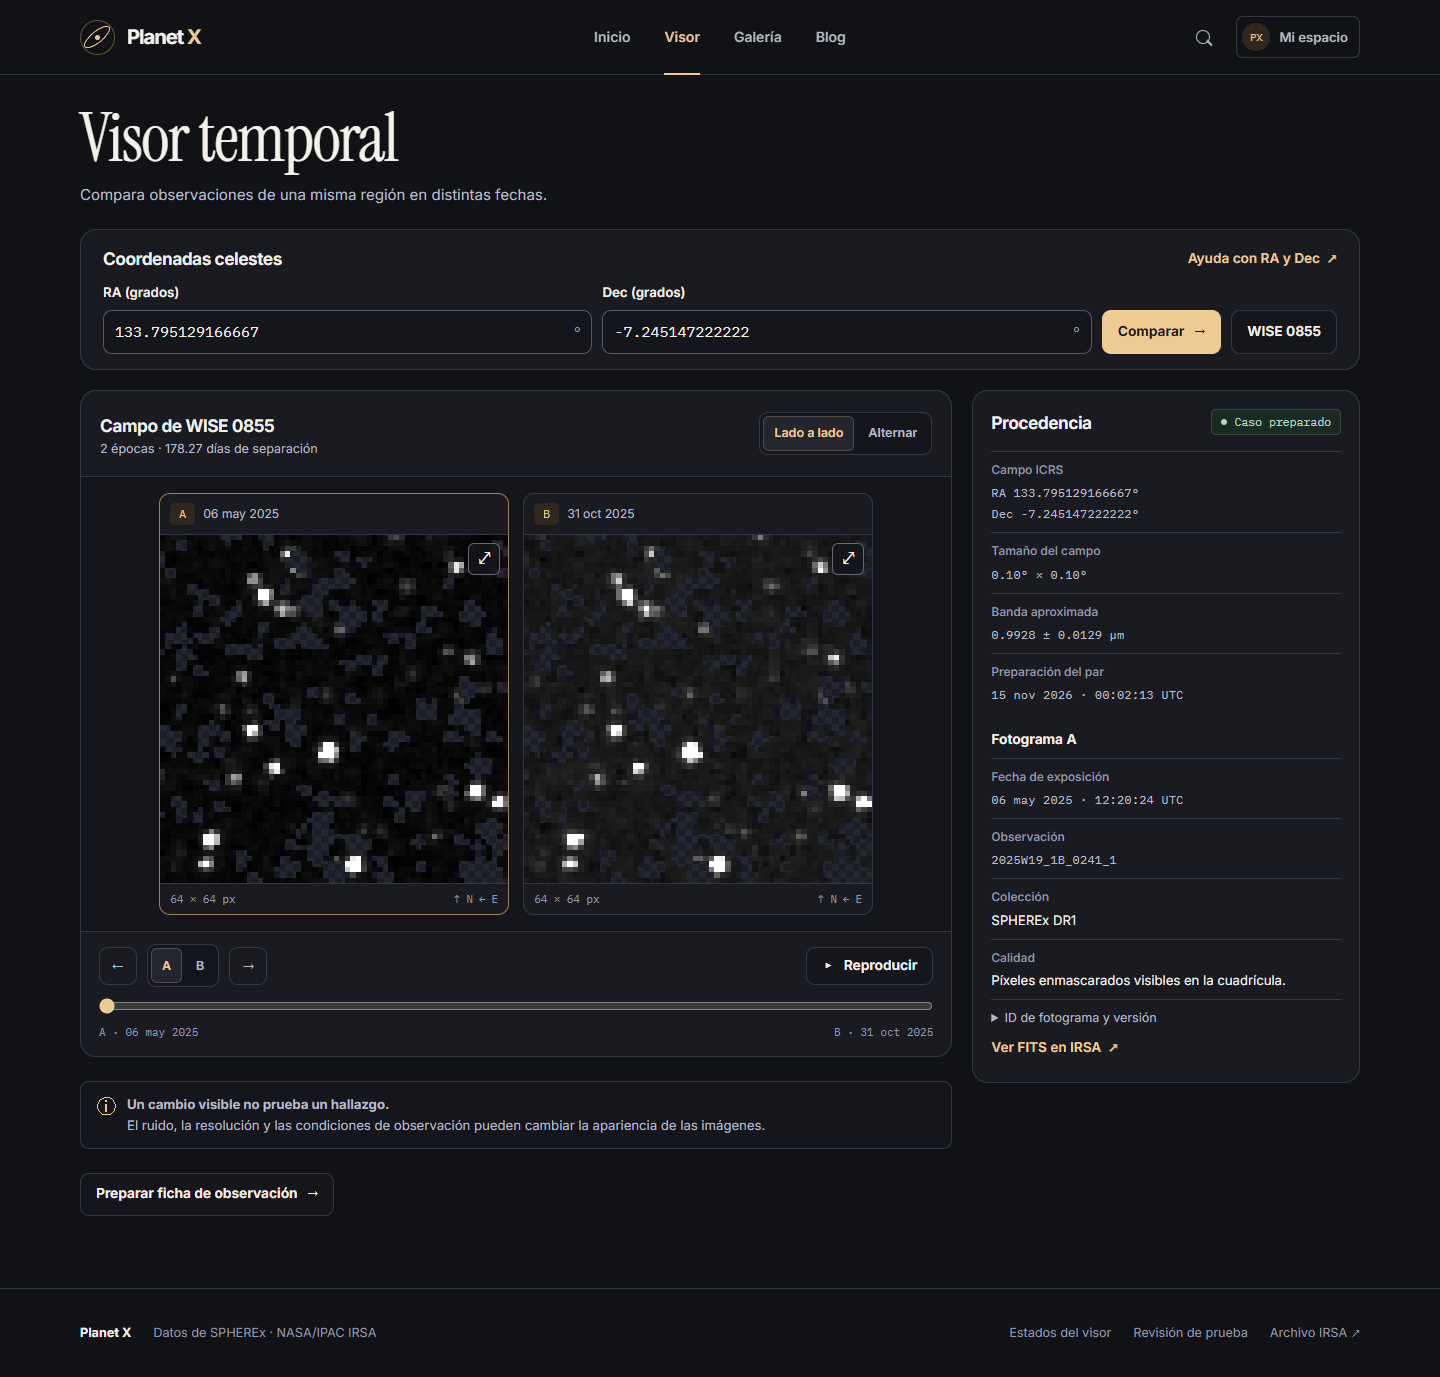 Planet X
Inicio
Visor
Galería
Blog
PX
Mi espacio
Visor temporal
Compara observaciones de una misma región en distintas fechas.
Coordenadas celestes
Ayuda con RA y Dec ↗
RA (grados)
Dec (grados)
133.795129166667
°
-7.245147222222
°
Comparar →
WISE 0855
Campo de WISE 0855
2 épocas · 178.27 días de separación
Lado a lado
Alternar
A
06 may 2025
B
31 oct 2025
64 × 64 px
↑ N ← E
64 × 64 px
↑ N ← E
←
A
B
→
▸ Reproducir
A · 06 may 2025
B · 31 oct 2025
Un cambio visible no prueba un hallazgo.
El ruido, la resolución y las condiciones de observación pueden cambiar la apariencia de las imágenes.
Preparar ficha de observación →
Procedencia
Caso preparado
Campo ICRS
RA 133.795129166667°
Dec -7.245147222222°
Tamaño del campo
0.10° × 0.10°
Banda aproximada
0.9928 ± 0.0129 µm
Preparación del par
15 nov 2026 · 00:02:13 UTC
Fotograma A
Fecha de exposición
06 may 2025 · 12:20:24 UTC
Observación
2025W19_1B_0241_1
Colección
SPHEREx DR1
Calidad
Píxeles enmascarados visibles en la cuadrícula.
▶ ID de fotograma y versión
Ver FITS en IRSA ↗
Planet X
Datos de SPHEREx · NASA/IPAC IRSA
Estados del visor
Revisión de prueba
Archivo IRSA ↗